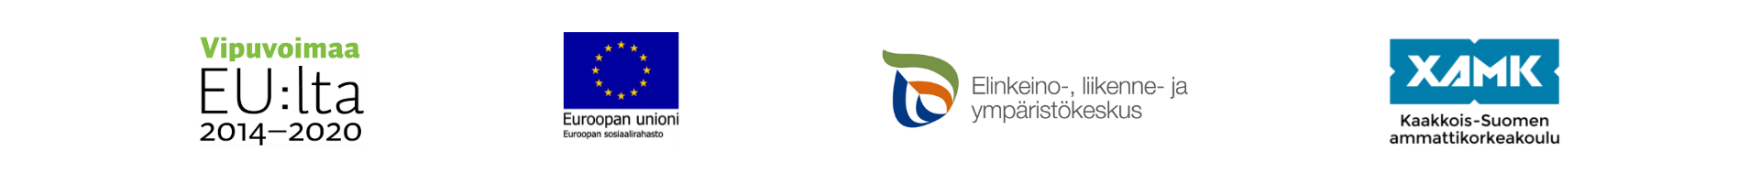 Vipuvoimaa
EU:lta
2014–2020
Euroopan unioni
Euroopan sosiaalirahasto
Elinkeino-, liikenne- ja
ympäristökeskus
XAMK
Kaakkois-Suomen
ammattikorkeakoulu